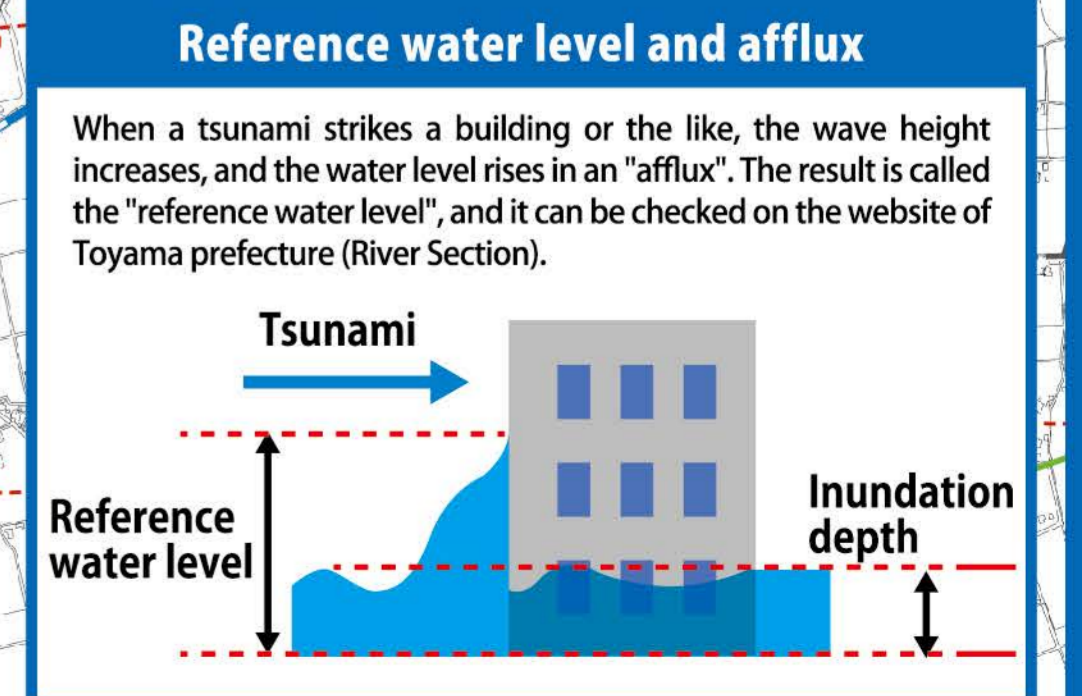 Reference water level and afflux
When a tsunami strikes a building or the like, the wave height
increases, and the water level rises in an "afflux". The result is called
the "reference water level", and it can be checked on the website of
Toyama prefecture (River Section).
Tsunami
Reference
water level
Inundation
depth